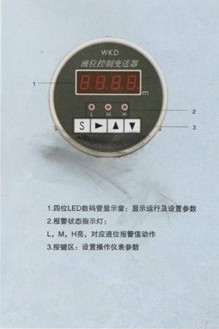 WKD
液位控制变送器
8.8.8.8.
m
1
L M H
2
S
3
1.四位LED数码管显示窗：显示运行及设置参数
2.报警状态指示灯：
L、M、H亮，对应液位报警值动作
3.按键区：设置操作仪表参数